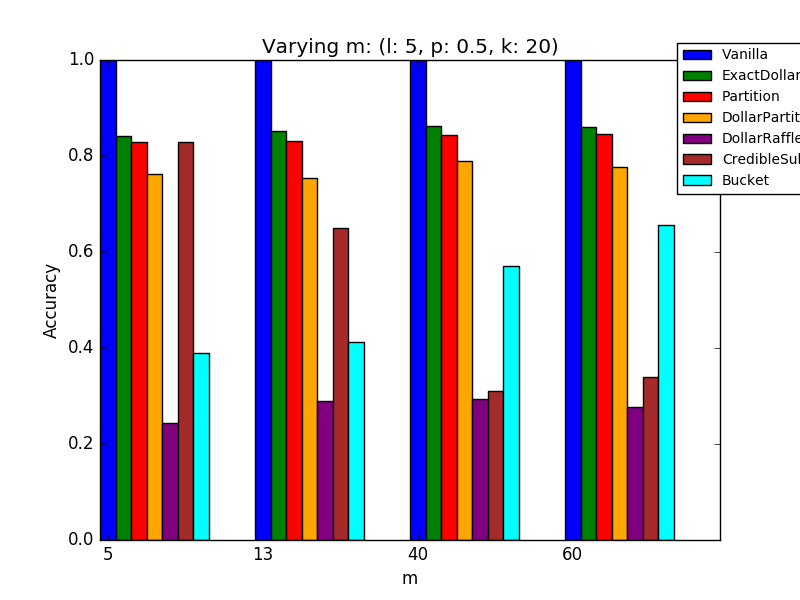 Varying m: (l: 5, p: 0.5, k: 20)
Vanilla
ExactDollar
Partition
DollarPartit
DollarRaffle
CredibleSul
Bucket
1.0
0.8
0.6
0.4
0.2
0.0
Accuracy
5 13 40 60
m